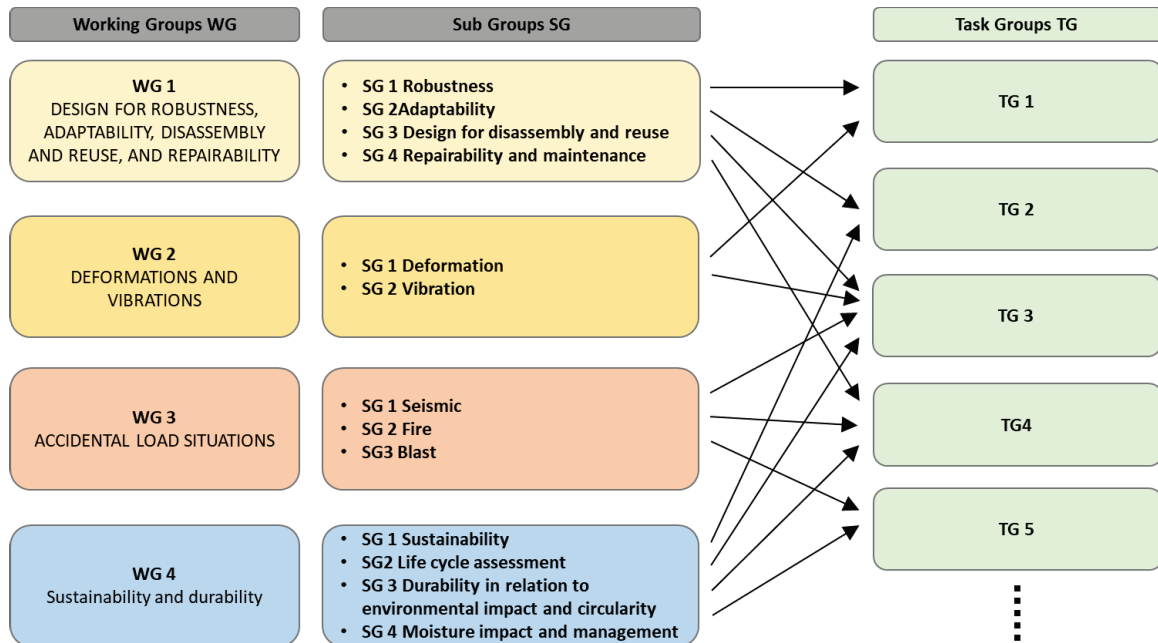 Working Groups WG
Sub Groups SG
Task Groups TG
WG 1
DESIGN FOR ROBUSTNESS,
ADAPTABILITY, DISASSEMBLY
AND REUSE, AND REPAIRABILITY
• SG 1 Robustness
• SG 2Adaptability
• SG 3 Design for disassembly and reuse
• SG 4 Repairability and maintenance
TG 1
TG 2
WG 2
DEFORMATIONS AND
VIBRATIONS
• SG 1 Deformation
• SG 2 Vibration
TG 3
WG 3
ACCIDENTAL LOAD SITUATIONS
• SG 1 Seismic
• SG 2 Fire
• SG3 Blast
TG4
TG 5
WG 4
Sustainability and durability
• SG 1 Sustainability
• SG2 Life cycle assessment
• SG 3 Durability in relation to
environmental impact and circularity
• SG 4 Moisture impact and management